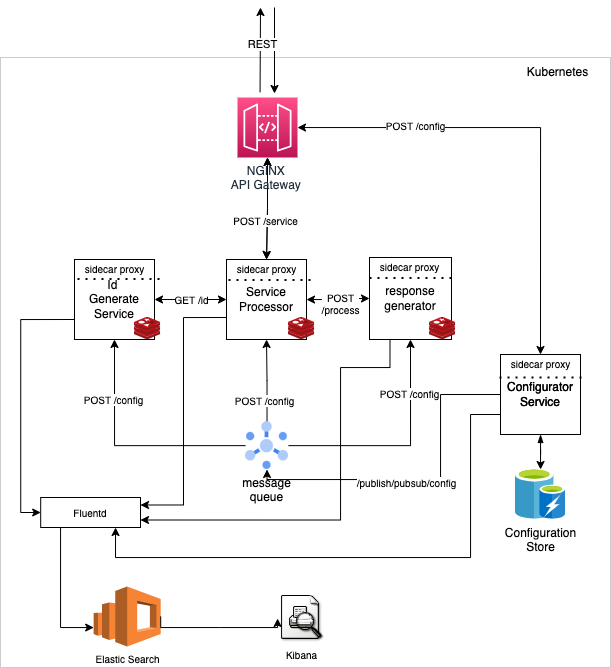 REST
Kubernetes
POST /config
NGINX
API Gateway
POST /service
sidecar proxy
Id
Generate
Service
GET /id
sidecar proxy
Service
Processor
POST
/process
sidecar proxy
response
generator
sidecar proxy
Configurator
Service
POST /config
POST /config
POST /config
message
queue
/publish/pubsub/config
Fluentd
Configuration
Store
Elastic Search
Kibana